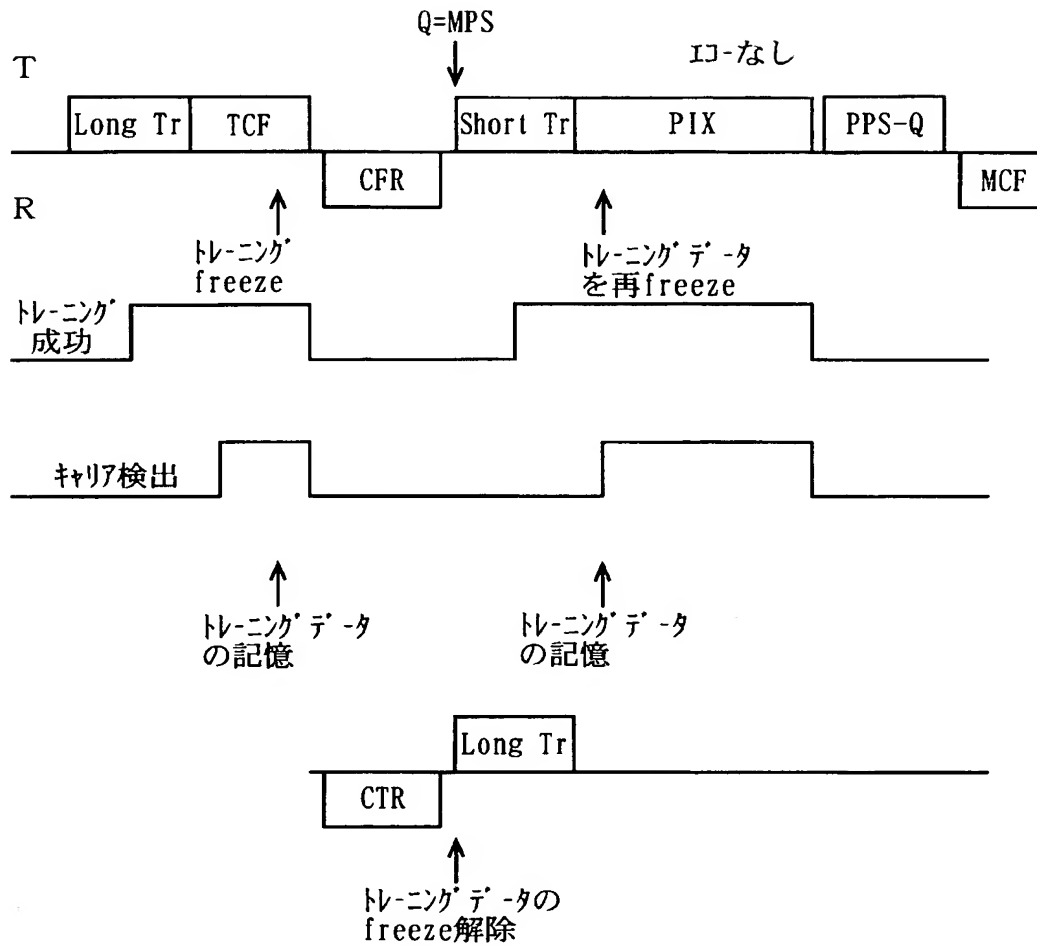 Q=MPS
T
ｴｺｰなし
Long Tr
TCF
Short Tr
PIX
PPS-Q
CFR
MCF
R
ﾄﾚｰﾆﾝｸﾞ
freeze
ﾄﾚｰﾆﾝｸﾞﾃﾞｰﾀ
を再freeze
ﾄﾚｰﾆﾝｸﾞ
成功
ｷｬﾘｱ検出
ﾄﾚｰﾆﾝｸﾞﾃﾞｰﾀ
の記憶
ﾄﾚｰﾆﾝｸﾞﾃﾞｰﾀ
の記憶
Long Tr
CTR
ﾄﾚｰﾆﾝｸﾞﾃﾞｰﾀの
freeze解除